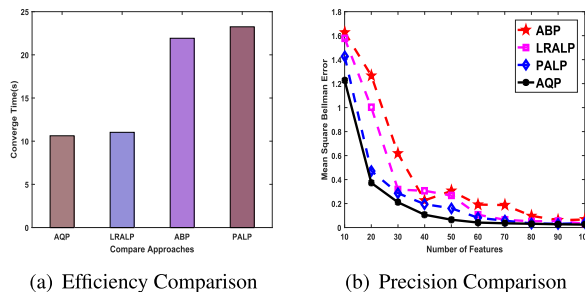 25
20
15
10
5
0
Converge Time(s)
AQP LRALP ABP PALP
Compare Approaches
(a) Efficiency Comparison
1.8
1.6
1.4
1.2
1
0.8
0.6
0.4
0.2
0
Mean Square Bellman Error
ABP
LRALP
PALP
AQP
10 20 30 40 50 60 70 80 90 100
Number of Features
(b) Precision Comparison